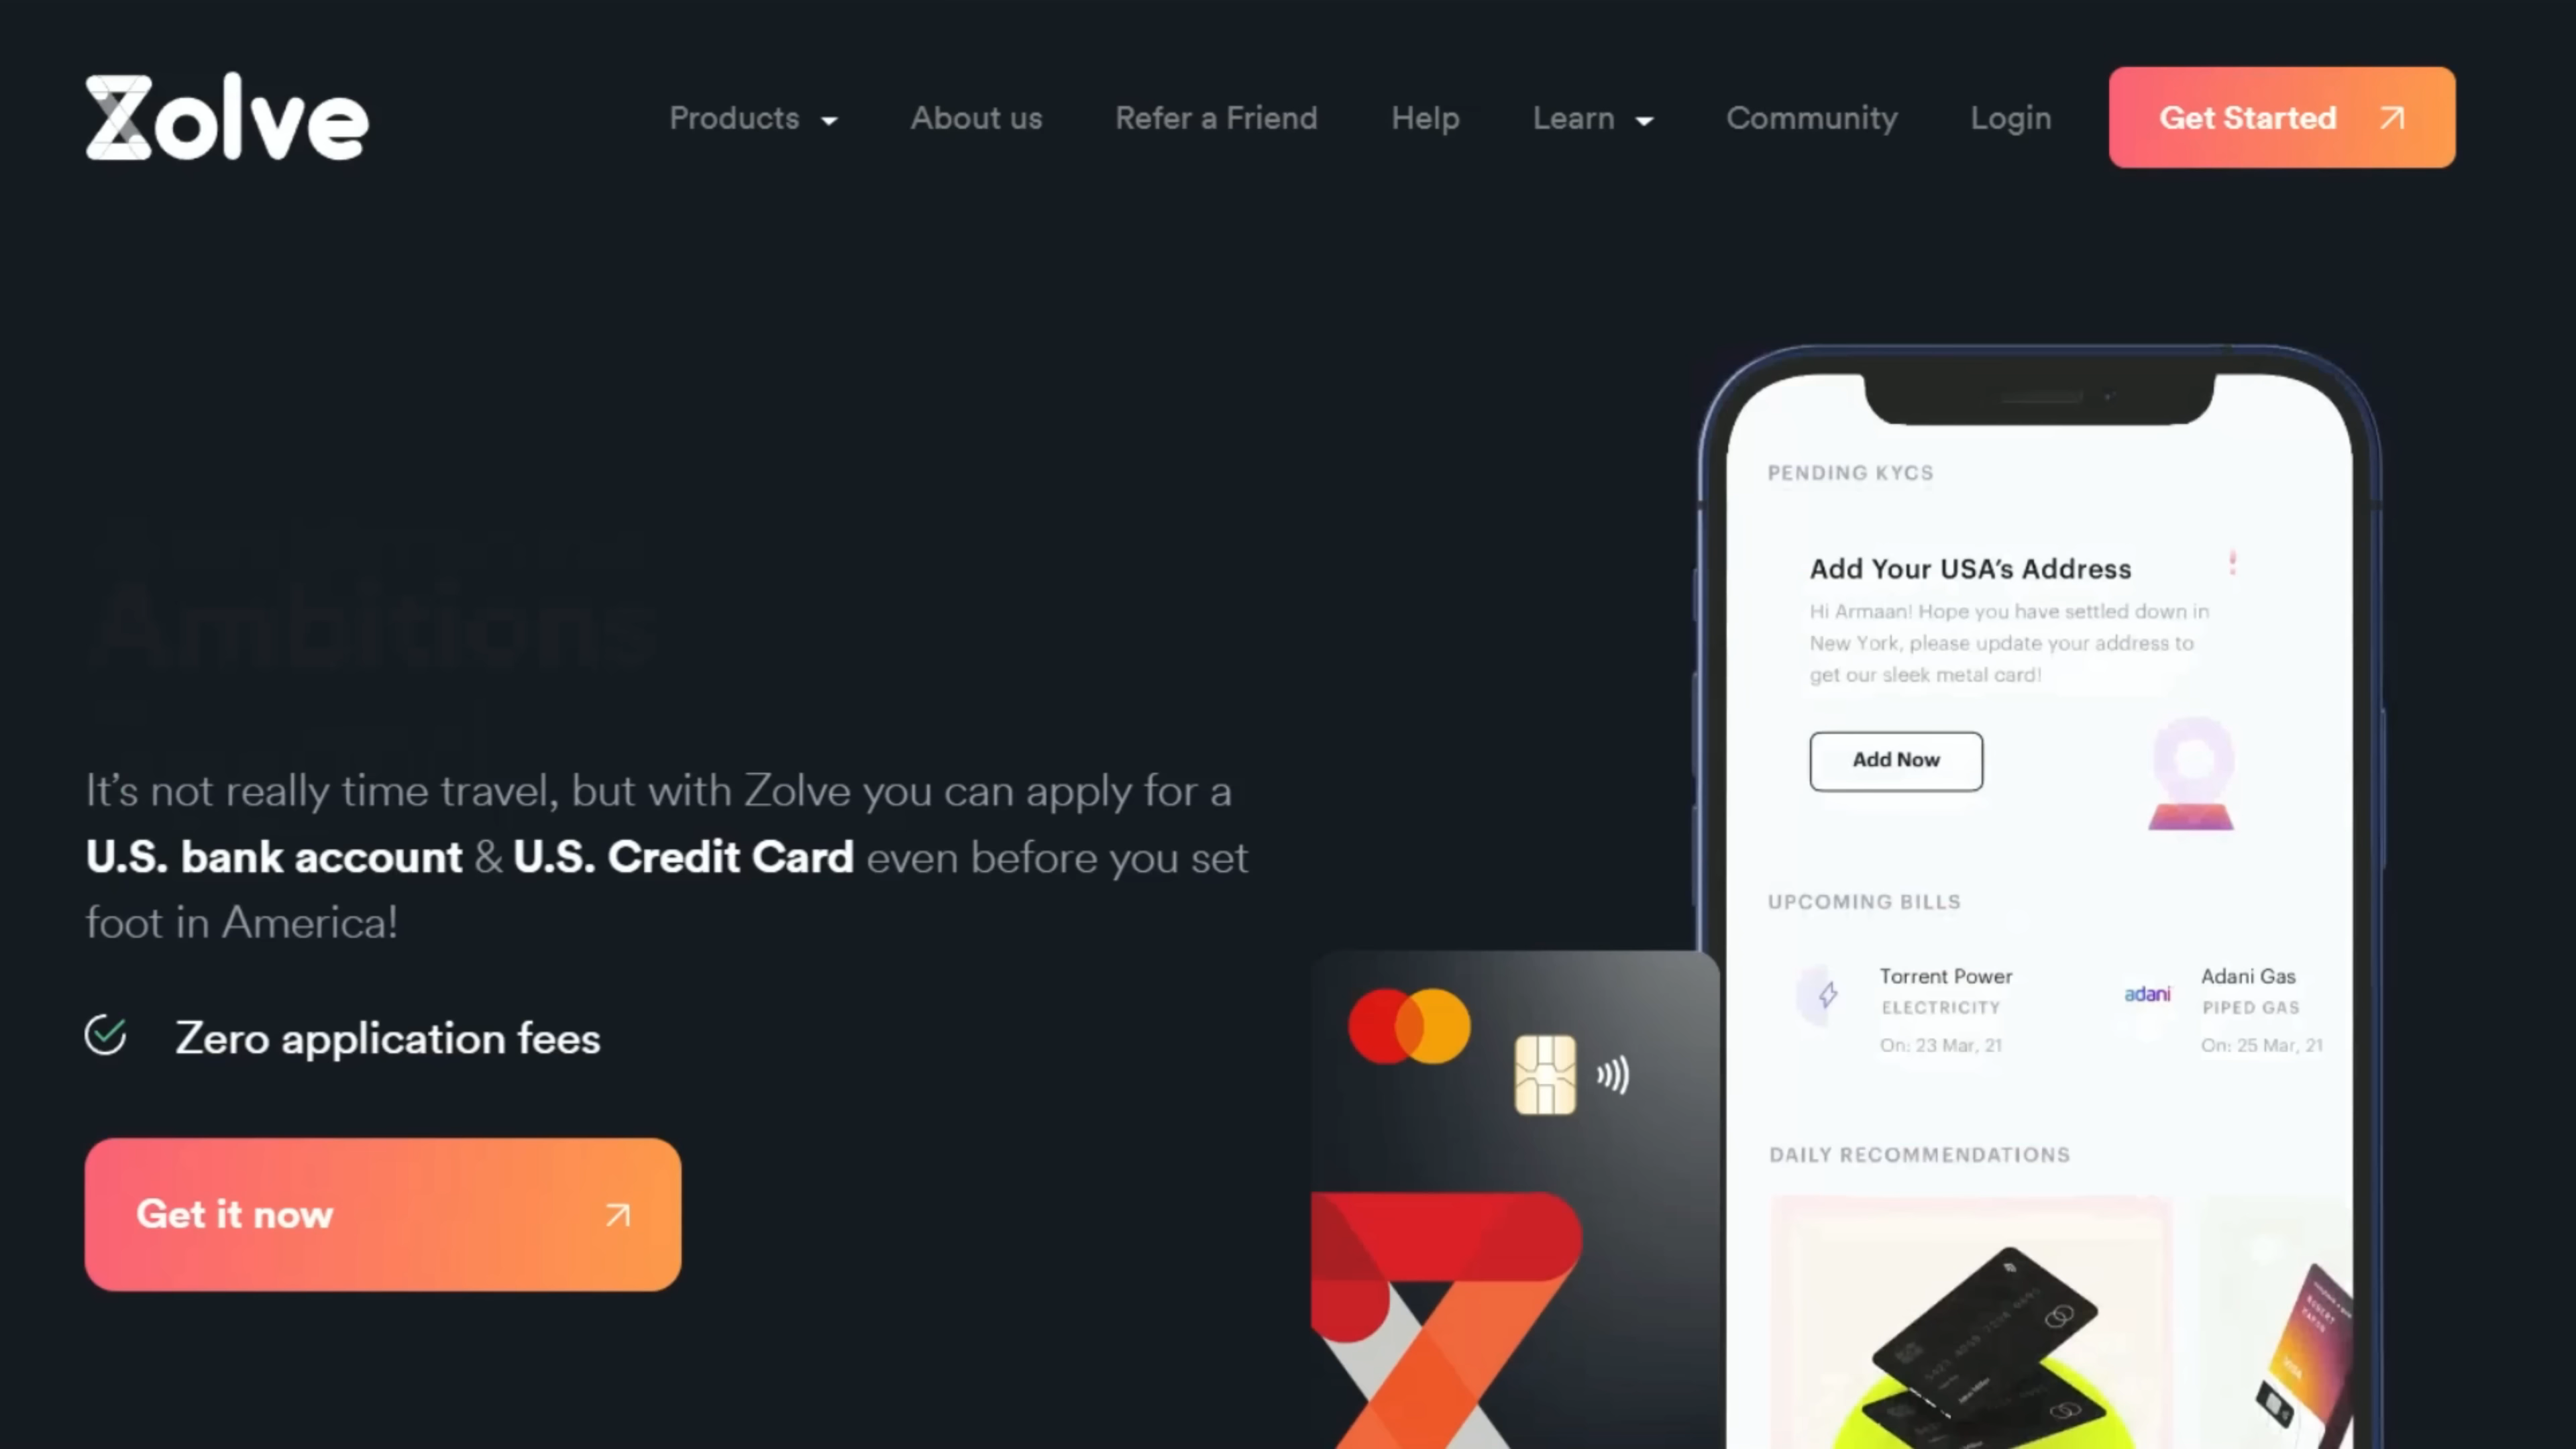 Zolve
Products
About us
Refer a Friend
Help
Learn
Community
Login
Get Started
Ambitions
It's not really time travel, but with Zolve you can apply for a
U.S. bank account & U.S. Credit Card even before you set
foot in America!
Zero application fees
Get it now
PENDING KYCS
Add Your USA's Address
Hi Armaan! Hope you have settled down in
New York, please update your address to
get our sleek metal card!
Add Now
UPCOMING BILLS
Torrent Power
ELECTRICITY
On: 23 Mar, 21
adani
Adani Gas
PIPED GAS
On: 25 Mar, 21
DAILY RECOMMENDATIONS
VISA